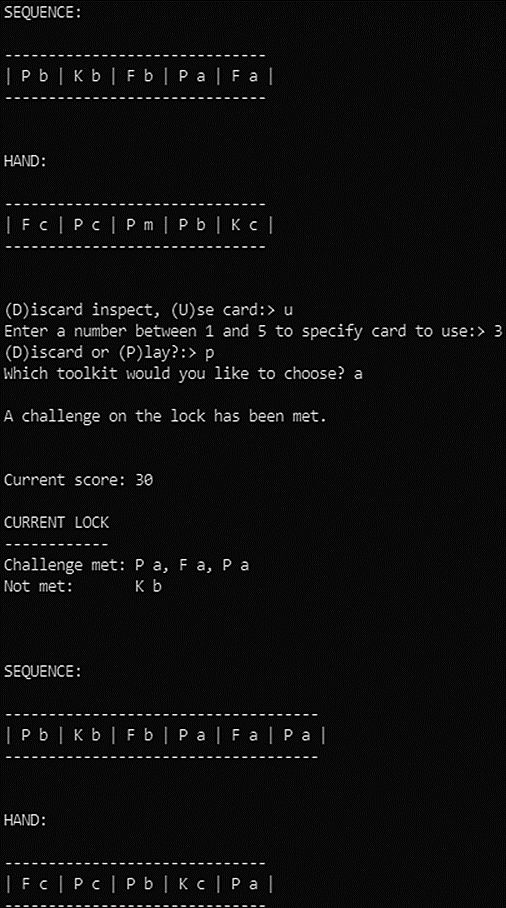 SEQUENCE:
------------------------------
| P b | K b | F b | P a | F a |
------------------------------
HAND:
------------------------------
| F c | P c | P m | P b | K c |
------------------------------
(D)iscard inspect, (U)se card:> u
Enter a number between 1 and 5 to specify card to use:> 3
(D)iscard or (P)lay?:> p
Which toolkit would you like to choose? a
A challenge on the lock has been met.
Current score: 30
CURRENT LOCK
------------
Challenge met: P a, F a, P a
Not met:       K b
SEQUENCE:
------------------------------------
| P b | K b | F b | P a | F a | P a |
------------------------------------
HAND:
------------------------------
| F c | P c | P b | K c | P a |
------------------------------